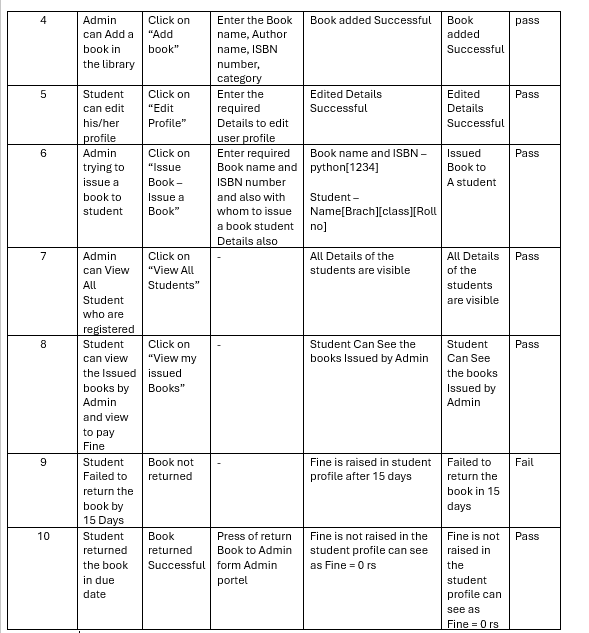 4
Admin
can Add a
book in
the library
Click on
“Add
book”
Enter the Book
name, Author
name, ISBN
number,
category
Book added Successful
Book
added
Successful
pass
5
Student
can edit
his/her
profile
Click on
“Edit
Profile”
Enter the
required
Details to edit
user profile
Edited Details
Successful
Edited
Details
Successful
Pass
6
Admin
trying to
issue a
book to
student
Click on
“Issue
Book –
Issue a
Book”
Enter required
Book name and
ISBN number
and also with
whom to issue
a book student
Details also
Book name and ISBN –
python[1234]
Student –
Name[Brach][class][Roll
no]
Issued
Book to
A student
Pass
7
Admin
can View
All
Student
who are
registered
Click on
“View All
Students”
-
All Details of the
students are visible
All Details
of the
students
are visible
Pass
8
Student
can view
the Issued
books by
Admin
and view
to pay
Fine
Click on
“View my
issued
Books”
-
Student Can See the
books Issued by Admin
Student
Can See
the books
Issued by
Admin
Pass
9
Student
Failed to
return the
book by
15 Days
Book not
returned
-
Fine is raised in student
profile after 15 days
Failed to
return the
book in 15
days
Fail
10
Student
returned
the book
in due
date
Book
returned
Successful
Press of return
Book to Admin
form Admin
portel
Fine is not raised in the
student profile can see
as Fine = 0 rs
Fine is not
raised in
the
student
profile can
see as
Fine = 0 rs
Pass